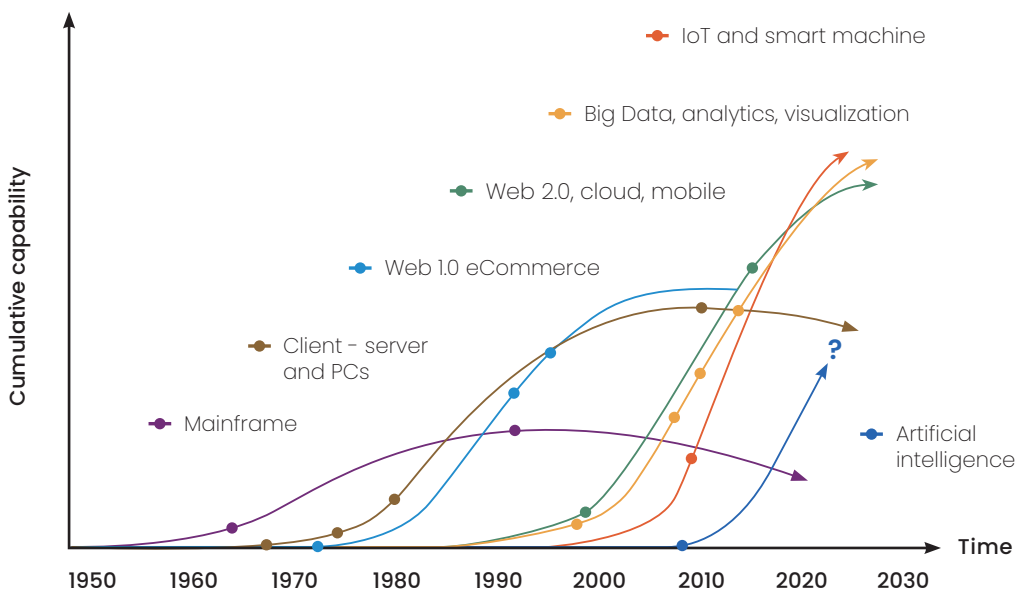 IoT and smart machine
Big Data, analytics, visualization
Web 2.0, cloud, mobile
Web 1.0 eCommerce
Client - server
and PCs
Mainframe
?
Artificial
intelligence
Cumulative capability
Time
1950 1960 1970 1980 1990 2000 2010 2020 2030